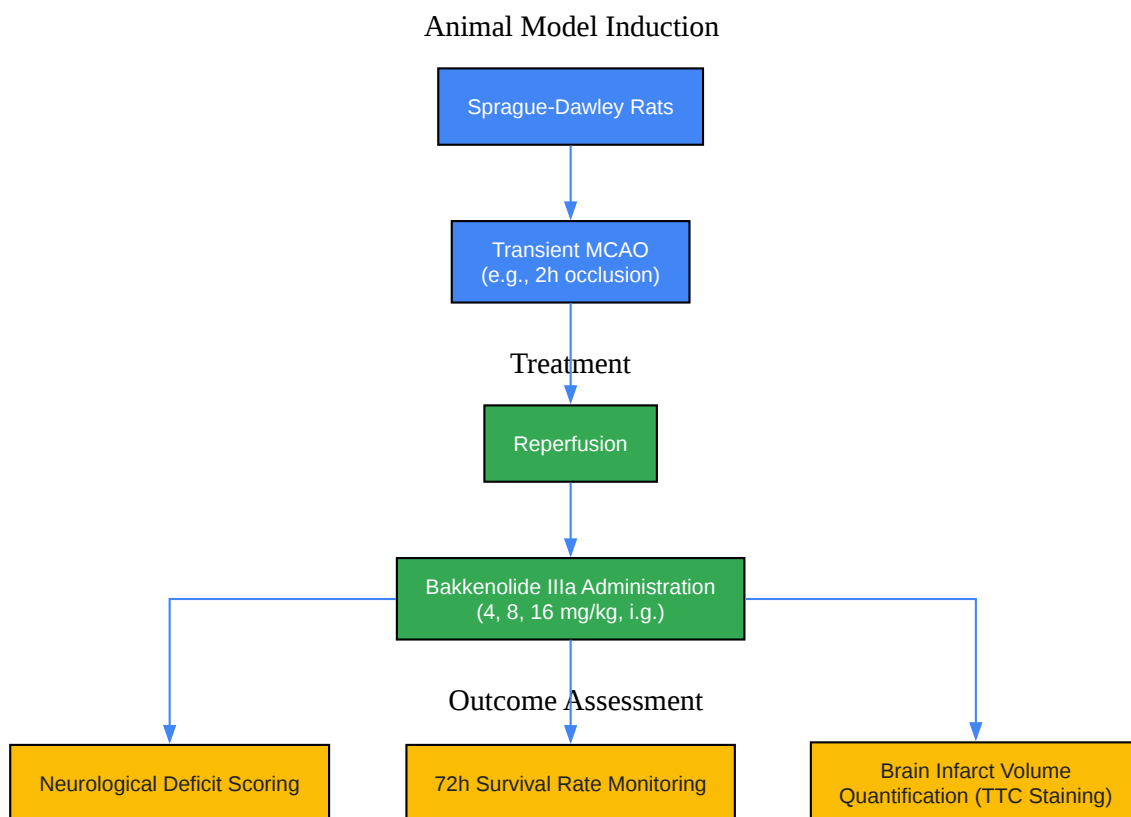 Animal Model Induction
Sprague-Dawley Rats
Transient MCAO
(e.g., 2h occlusion)
Treatment
Reperfusion
Bakkenolide IIIa Administration
(4, 8, 16 mg/kg, i.g.)
Outcome Assessment
Neurological Deficit Scoring
72h Survival Rate Monitoring
Brain Infarct Volume
Quantification (TTC Staining)